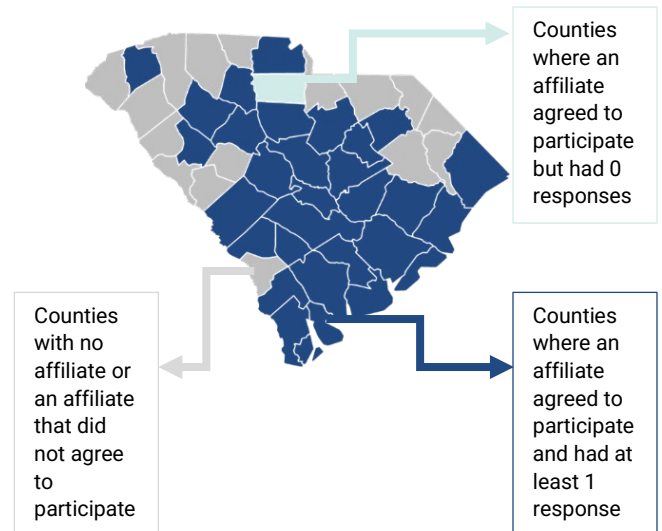 Counties
where an
affiliate
agreed to
participate
but had 0
responses
Counties
with no
affiliate or
an affiliate
that did
not agree
to
participate
Counties
where an
affiliate
agreed to
participate
and had at
least 1
response